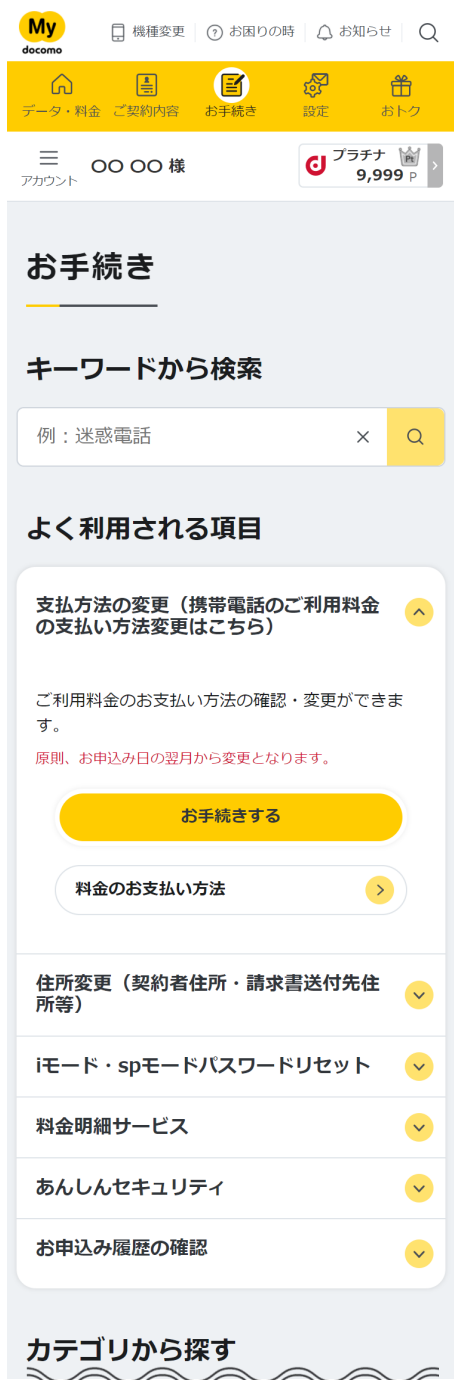 My
docomo
機種変更
お困りの時
お知らせ
データ・料金
ご契約内容
お手続き
設定
おトク
アカウント
〇〇 〇〇 様
プラチナ
Pt
9,999 P
お手続き
キーワードから検索
例：迷惑電話
よく利用される項目
支払方法の変更（携帯電話のご利用料金
の支払い方法変更はこちら）
ご利用料金のお支払い方法の確認・変更ができま
す。
原則、お申込み日の翌月から変更となります。
お手続きする
料金のお支払い方法
住所変更（契約者住所・請求書送付先住
所等）
iモード・spモードパスワードリセット
料金明細サービス
あんしんセキュリティ
お申込み履歴の確認
カテゴリから探す